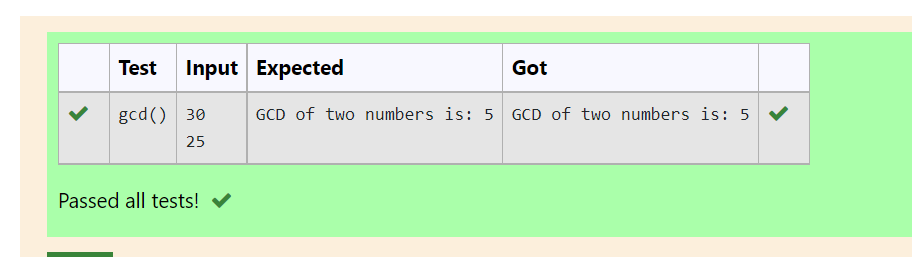 Test Input Expected Got
gcd() 30 GCD of two numbers is: 5 GCD of two numbers is: 5
25
Passed all tests!